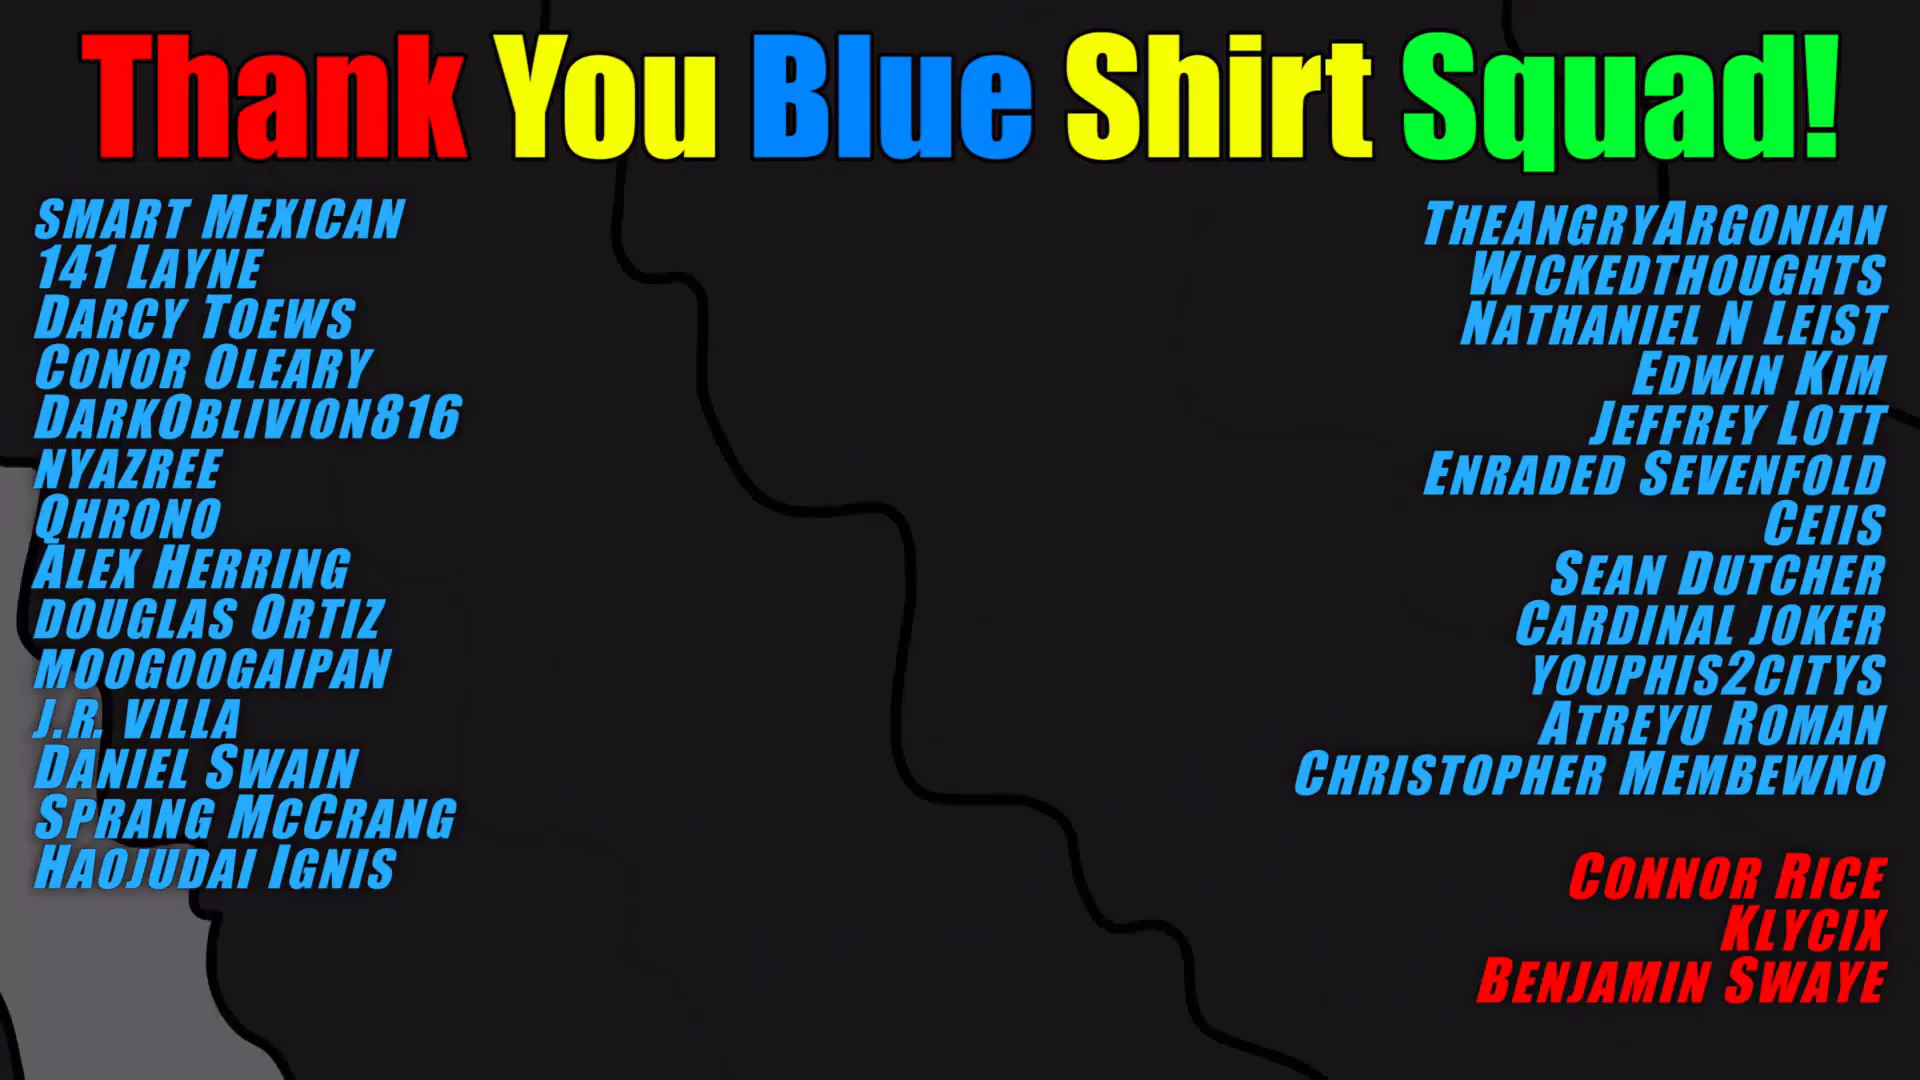 Thank You Blue Shirt Squad!
SMART MEXICAN
141 LAYNE
DARCY TOEWS
CONOR OLEARY
DARKOBLIVION816
NYAZREE
QHRONO
ALEX HERRING
DOUGLAS ORTIZ
MOOGOOGAIPAN
J.R. VILLA
DANIEL SWAIN
SPRANG MCCRANG
HAOJUDAI IGNIS
THEANGRYARGONIAN
WICKEDTHOUGHTS
NATHANIEL N LEIST
EDWIN KIM
JEFFREY LOTT
ENRADED SEVENFOLD
CEIIS
SEAN DUTCHER
CARDINAL JOKER
YOUPHIS2CITYS
ATREYU ROMAN
CHRISTOPHER MEMBEWNO
CONNOR RICE
KLYCIX
BENJAMIN SWAYE